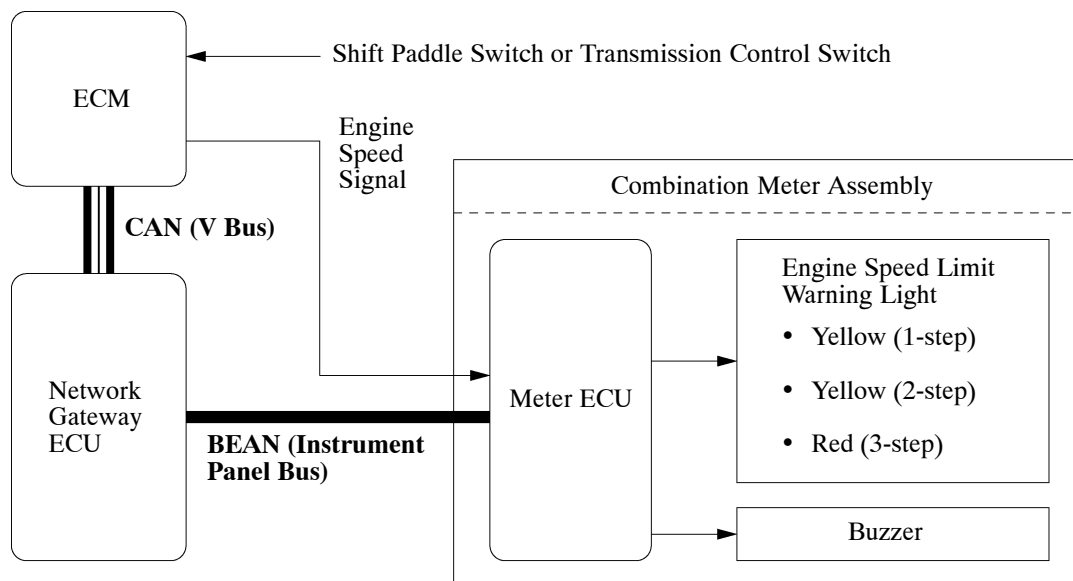 ECM
Shift Paddle Switch or Transmission Control Switch
Engine
Speed
Signal
CAN (V Bus)
Combination Meter Assembly
Network
Gateway
ECU
BEAN (Instrument
Panel Bus)
Meter ECU
Engine Speed Limit
Warning Light
• Yellow (1-step)
• Yellow (2-step)
• Red (3-step)
Buzzer